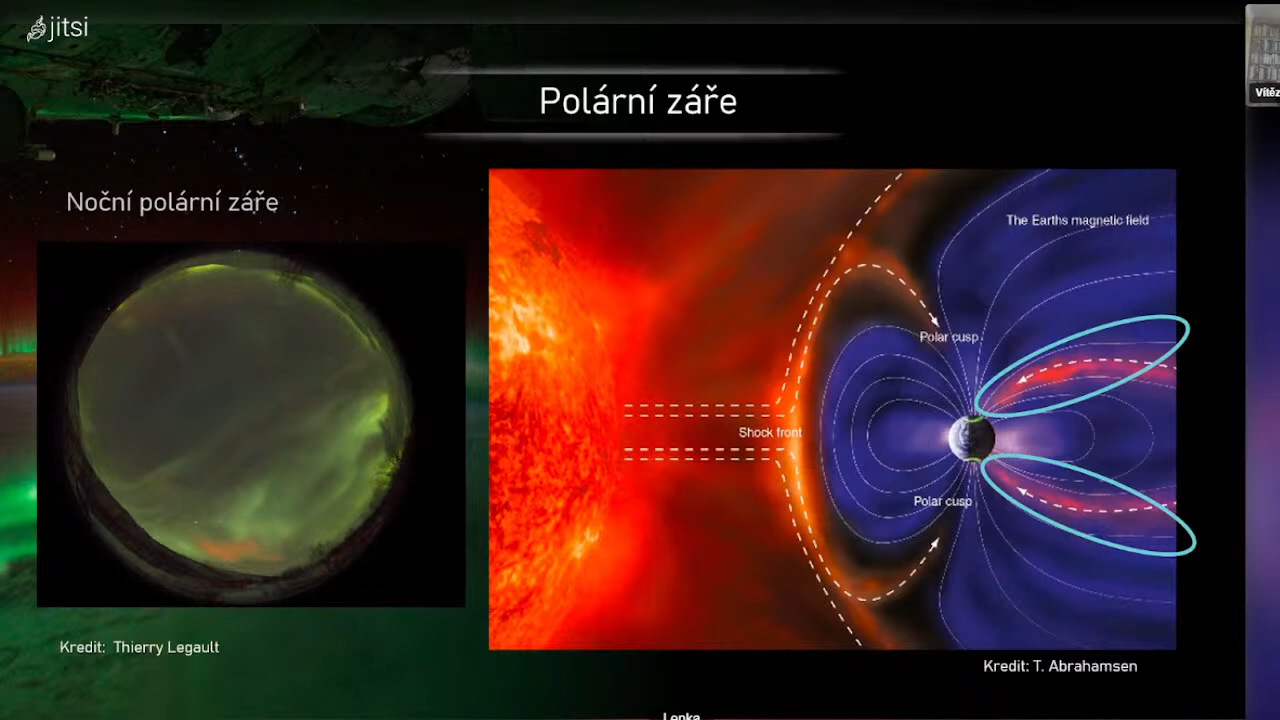 jitsi
Polární záře
Vítěz
Noční polární záře
The Earths magnetic field
Polar cusp
Shock front
Polar cusp
Kredit: Thierry Legault
Kredit: T. Abrahamsen
Lenka